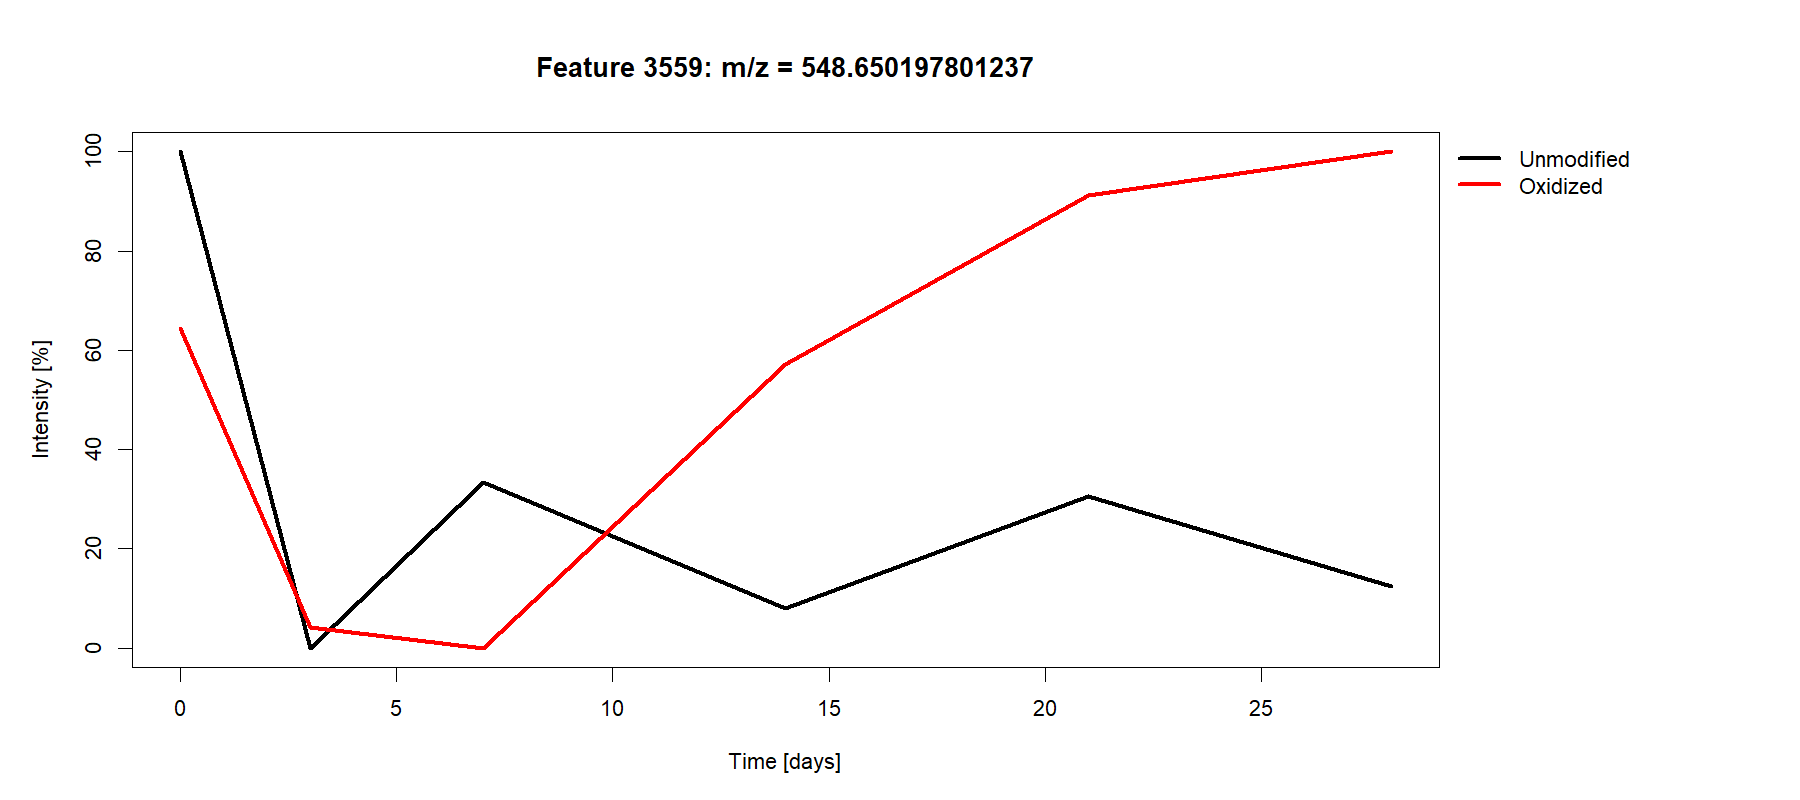 Feature 3559: m/z = 548.650197801237
Unmodified
Oxidized
Intensity [%]
100
80
60
40
20
0
0 5 10 15 20 25
Time [days]